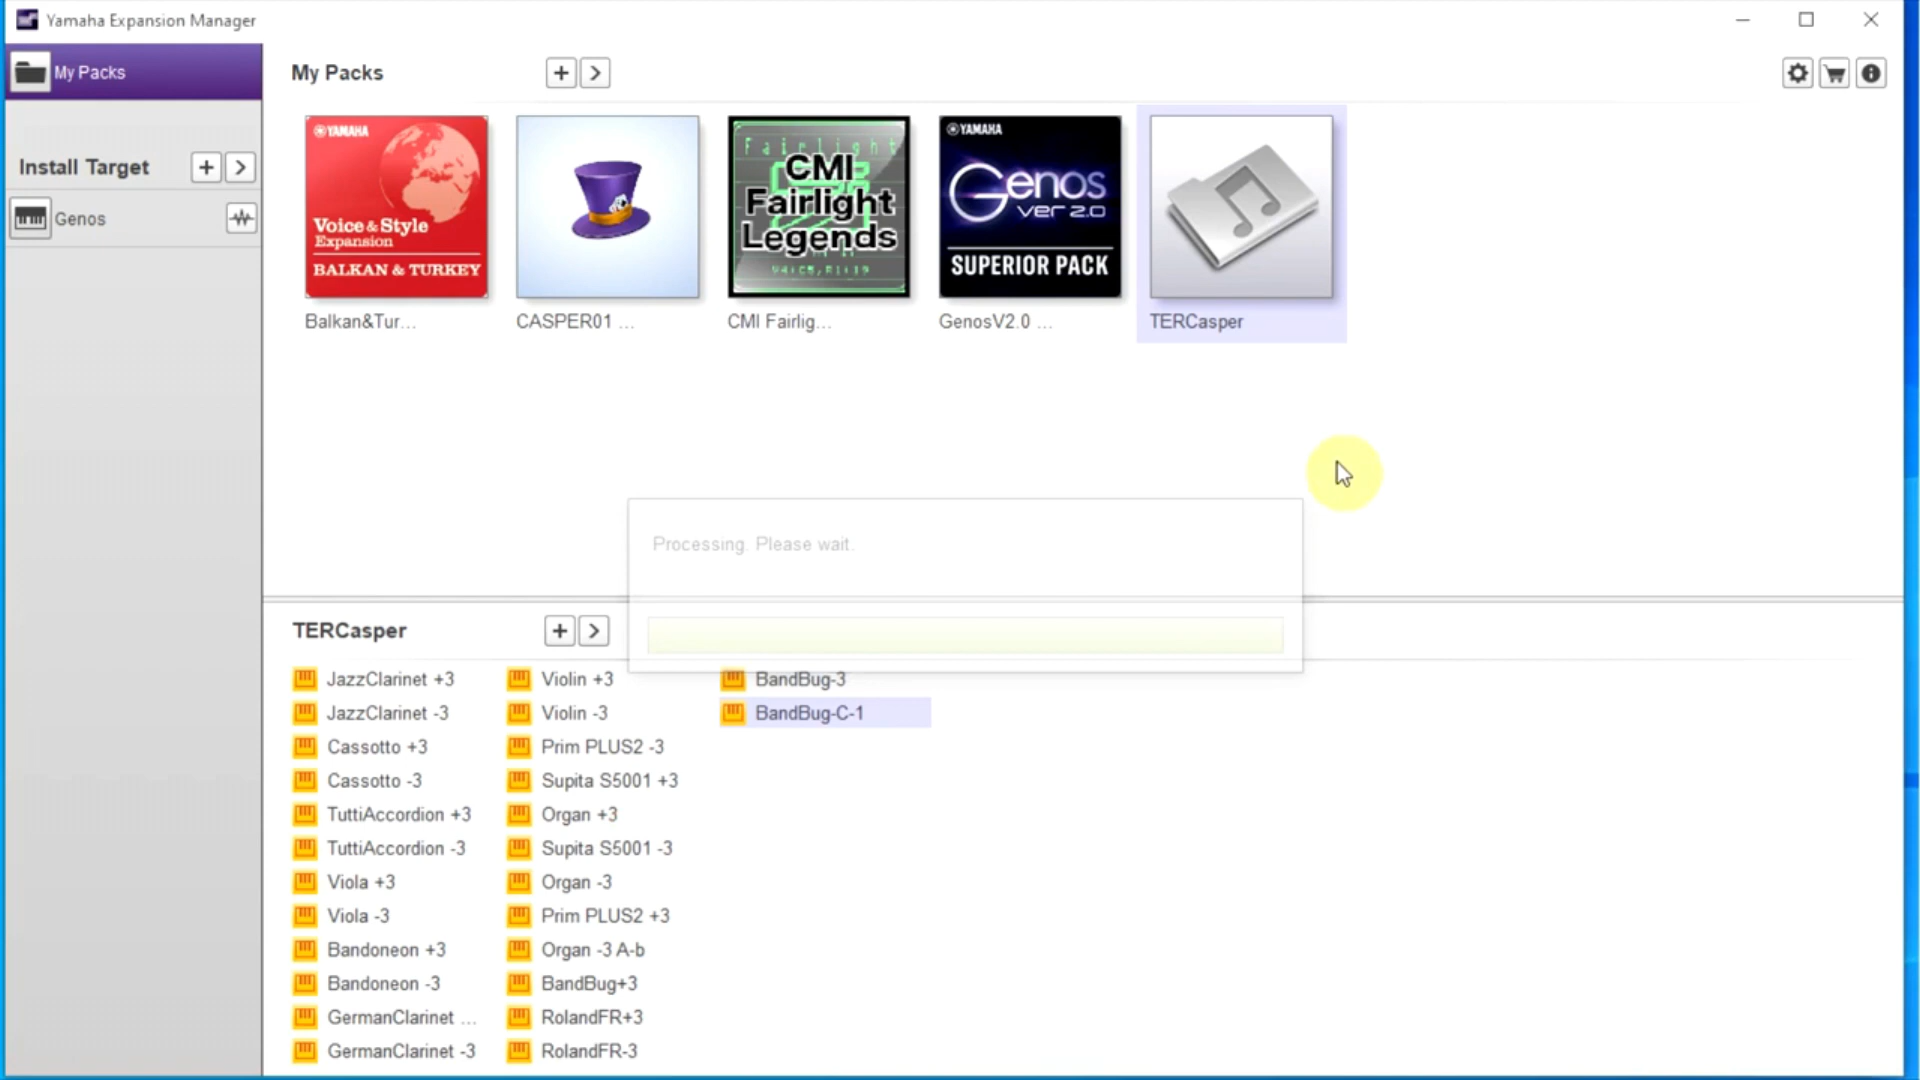 Yamaha Expansion Manager
My Packs
My Packs
Install Target
Genos
YAMAHA
Voice & Style
Expansion
BALKAN & TURKEY
Fairlight
CMI
Fairlight
Legends
YAMAHA
Genos
ver 2.0
SUPERIOR PACK
Balkan&Tur...
CASPER01 ...
CMI Fairlig...
GenosV2.0 ...
TERCasper
Processing. Please wait.
TERCasper
JazzClarinet +3
JazzClarinet -3
Cassotto +3
Cassotto -3
TuttiAccordion +3
TuttiAccordion -3
Viola +3
Viola -3
Bandoneon +3
Bandoneon -3
GermanClarinet ...
GermanClarinet -3
Violin +3
Violin -3
Prim PLUS2 -3
Supita S5001 +3
Organ +3
Supita S5001 -3
Organ -3
Prim PLUS2 +3
Organ -3 A-b
BandBug+3
RolandFR+3
RolandFR-3
BandBug-3
BandBug-C-1